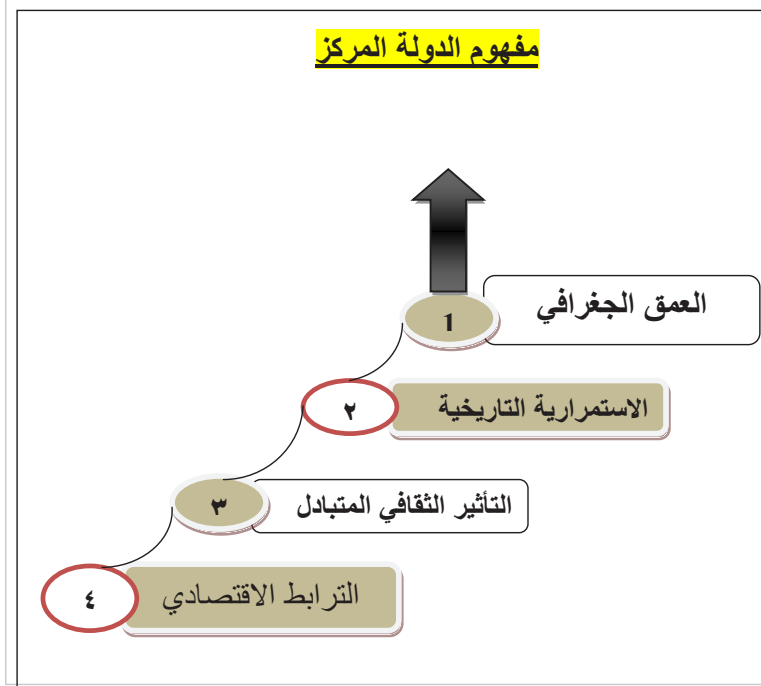 مفهوم الدولة المركز
العمق الجغرافي 1
الاستمرارية التاريخية ٢
التأثير الثقافي المتبادل ٣
الترابط الاقتصادي ٤